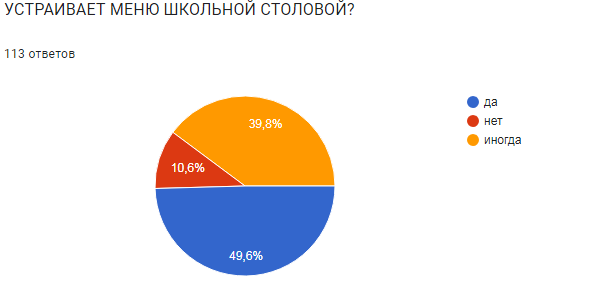 УСТРАИВАЕТ МЕНЮ ШКОЛЬНОЙ СТОЛОВОЙ?
113 ответов
39,8%
10,6%
49,6%
да
нет
иногда